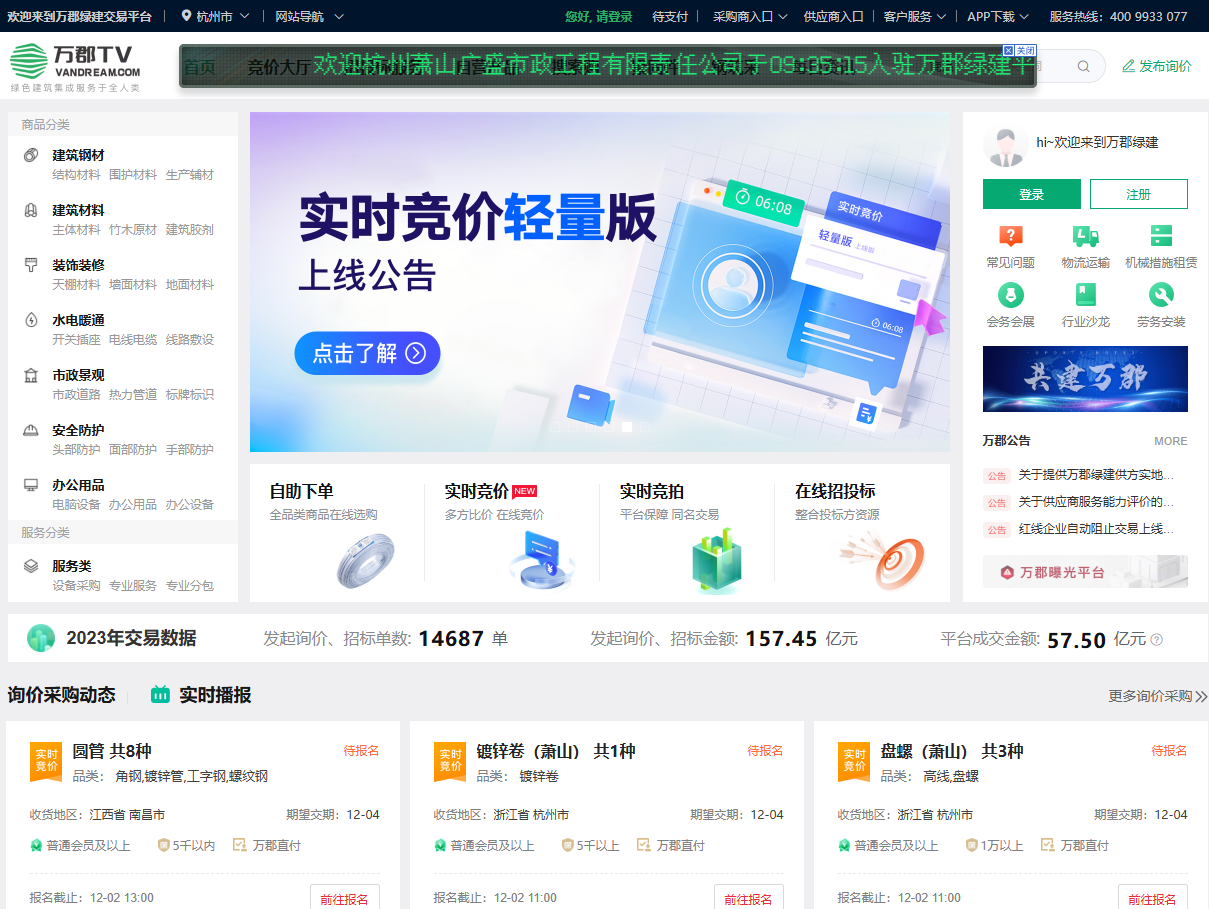 欢迎来到万郡绿建交易平台 杭州市 网站导航 您好, 请登录 待支付 采购商入口 供应商入口 客户服务 APP下载 服务热线：400 9933 077
万郡TV
VANDREAM.COM
绿色建筑集成服务于全人类
首页 竞价大厅
欢迎杭州萧山广盛市政工程有限责任公司于09:35:15入驻万郡绿建平
关闭
发布询价
商品分类
建筑钢材
结构材料 围护材料 生产辅材
建筑材料
主体材料 竹木原材 建筑胶剂
装饰装修
天棚材料 墙面材料 地面材料
水电暖通
开关插座 电线电缆 线路敷设
市政景观
市政道路 热力管道 标牌标识
安全防护
头部防护 面部防护 手部防护
办公用品
电脑设备 办公用品 办公设备
服务分类
服务类
设备采购 专业服务 专业分包
实时竞价轻量版
上线公告
点击了解
06:08
实时竞价
轻量版 上线版
06:08
hi~欢迎来到万郡绿建
登录 注册
常见问题 物流运输 机械措施租赁
会务会展 行业沙龙 劳务安装
共建万郡
万郡公告 MORE
公告 关于提供万郡绿建供方实地...
公告 关于供应商服务能力评价的...
公告 红线企业自动阻止交易上线...
万郡曝光平台
自助下单
全品类商品在线选购
实时竞价 NEW
多方比价 在线竞价
实时竞拍
平台保障 同名交易
在线招投标
整合投标方资源
2023年交易数据 发起询价、招标单数: 14687 单 发起询价、招标金额: 157.45 亿元 平台成交金额: 57.50 亿元
询价采购动态 实时播报 更多询价采购
实时竞价 圆管 共8种 待报名
品类： 角钢,镀锌管,工字钢,螺纹钢
收货地区：江西省 南昌市 期望交期：12-04
普通会员及以上 5千以内 万郡直付
报名截止：12-02 13:00 前往报名
实时竞价 镀锌卷（萧山） 共1种 待报名
品类： 镀锌卷
收货地区：浙江省 杭州市 期望交期：12-04
普通会员及以上 5千以上 万郡直付
报名截止：12-02 11:00 前往报名
实时竞价 盘螺（萧山） 共3种 待报名
品类： 高线,盘螺
收货地区：浙江省 杭州市 期望交期：12-04
普通会员及以上 1万以上 万郡直付
报名截止：12-02 11:00 前往报名